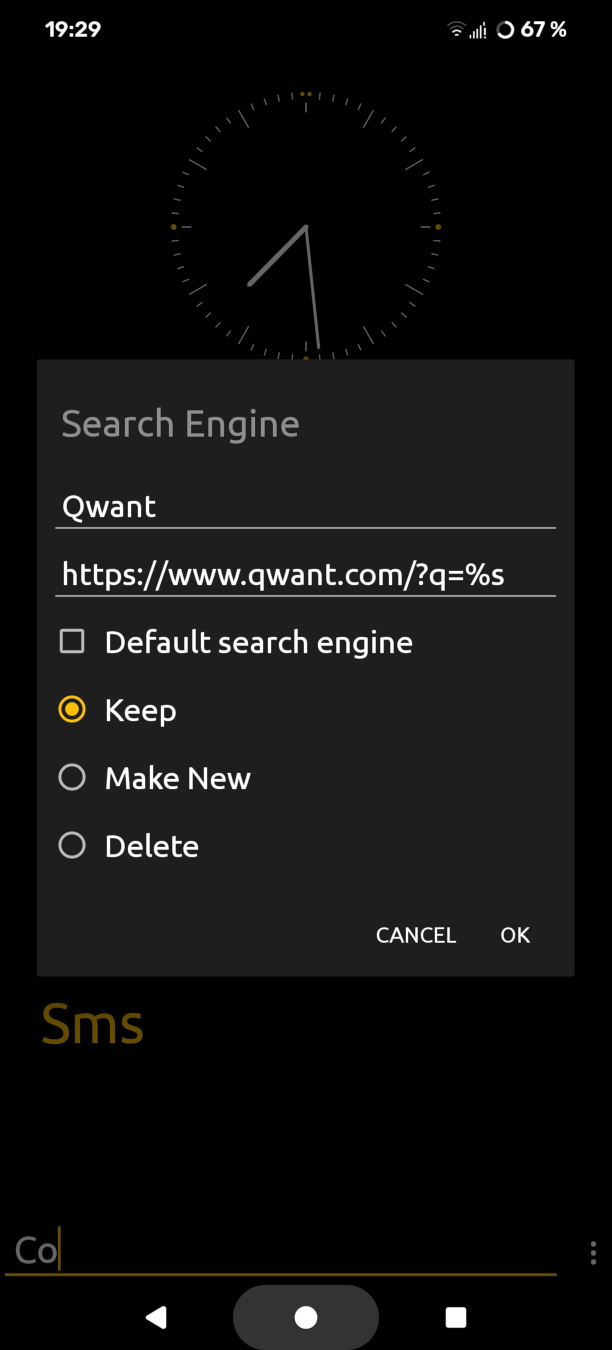 19:29
67 %
Search Engine
Qwant
https://www.qwant.com/?q=%s
Default search engine
Keep
Make New
Delete
CANCEL OK
Sms
Co